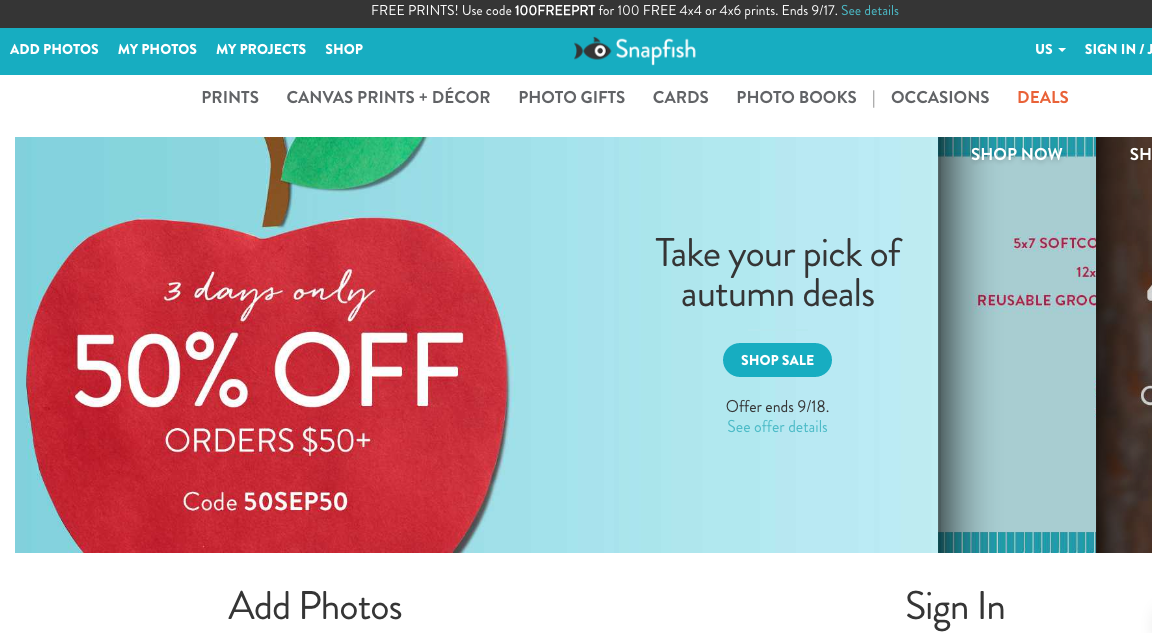 FREE PRINTS! Use code 100FREEPRT for 100 FREE 4x4 or 4x6 prints. Ends 9/17. See details
ADD PHOTOS MY PHOTOS MY PROJECTS SHOP Snapfish US SIGN IN /
PRINTS CANVAS PRINTS + DÉCOR PHOTO GIFTS CARDS PHOTO BOOKS | OCCASIONS DEALS
3 days only
50% OFF
ORDERS $50+
Code 50SEP50
Take your pick of
autumn deals
SHOP SALE
Offer ends 9/18.
See offer details
SHOP NOW
5x7 SOFTCO
12x
REUSABLE GROC
SH
Add Photos
Sign In